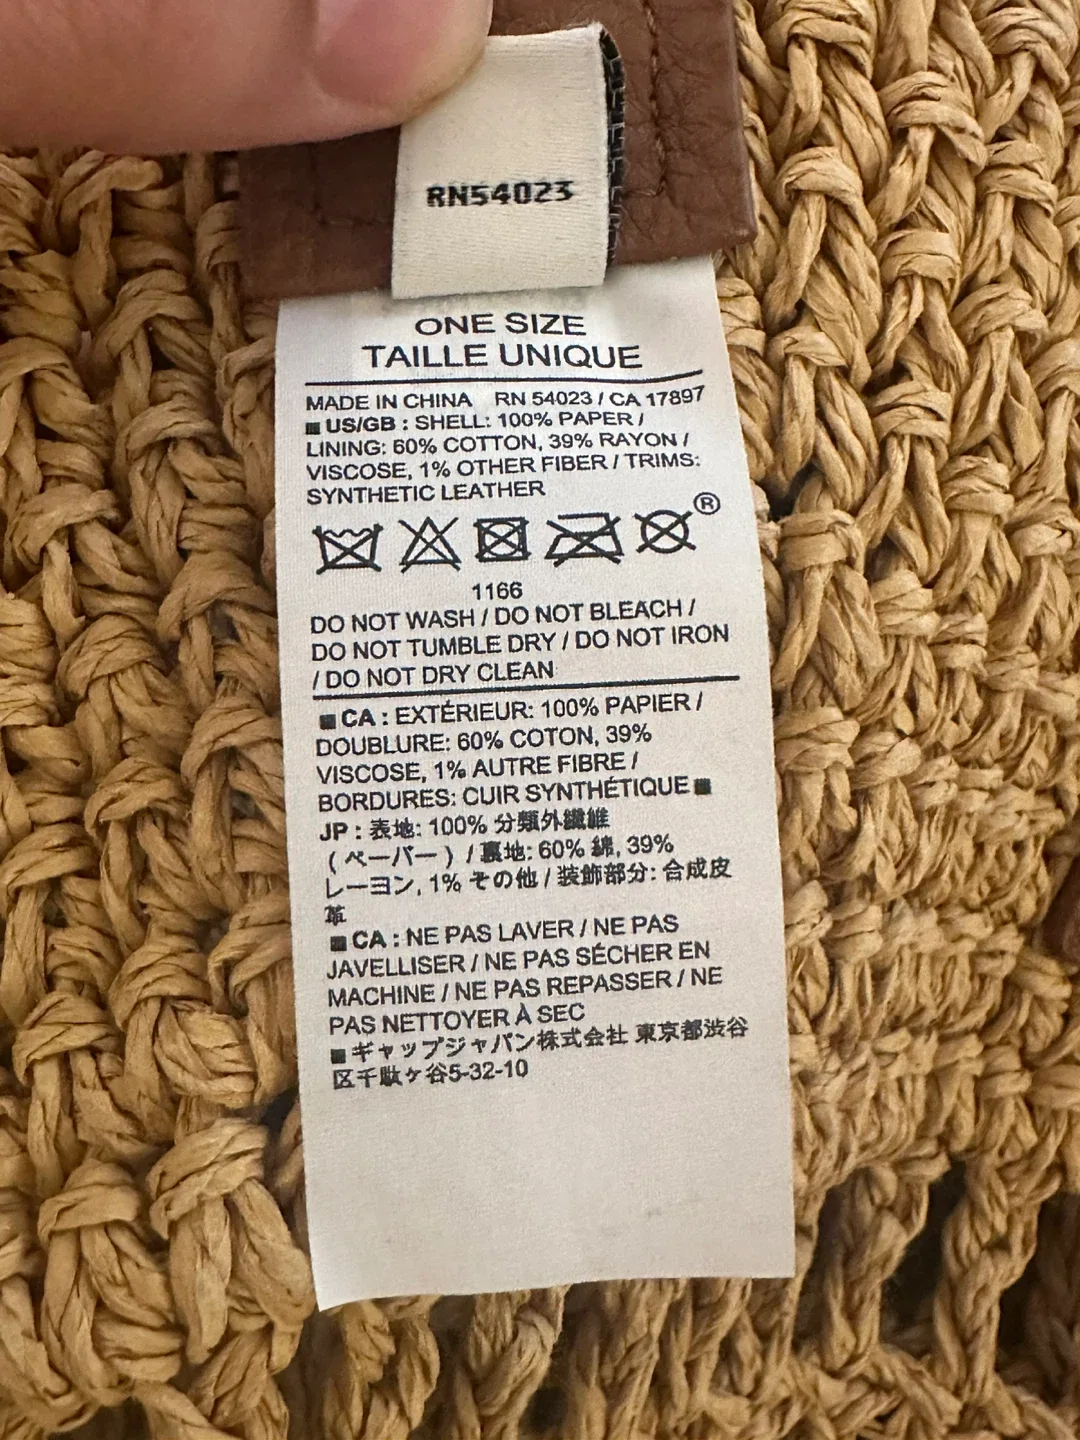 RN54023
ONE SIZE
TAILLE UNIQUE
MADE IN CHINA RN 54023 / CA 17897
■ US/GB : SHELL: 100% PAPER /
LINING: 60% COTTON, 39% RAYON /
VISCOSE, 1% OTHER FIBER / TRIMS:
SYNTHETIC LEATHER
®
1166
DO NOT WASH / DO NOT BLEACH /
DO NOT TUMBLE DRY / DO NOT IRON
/ DO NOT DRY CLEAN
■ CA : EXTÉRIEUR: 100% PAPIER /
DOUBLURE: 60% COTON, 39%
VISCOSE, 1% AUTRE FIBRE /
BORDURES: CUIR SYNTHÉTIQUE ■
JP : 表地: 100% 分類外繊維
( ペーパー ) / 裏地: 60% 綿, 39%
レーヨン, 1% その他 / 装飾部分: 合成皮
革
■ CA : NE PAS LAVER / NE PAS
JAVELLISER / NE PAS SÉCHER EN
MACHINE / NE PAS REPASSER / NE
PAS NETTOYER À SEC
■ ギャップジャパン株式会社 東京都渋谷
区千駄ヶ谷5-32-10